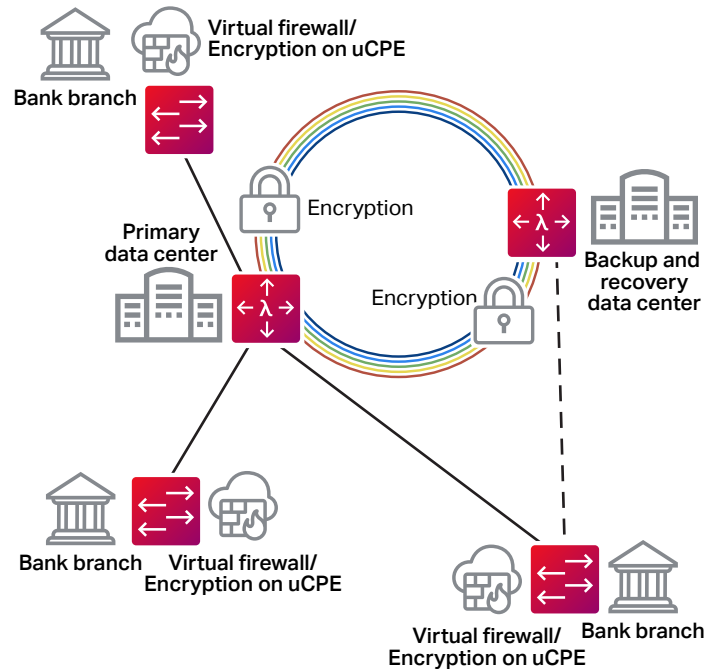 Virtual firewall/
Encryption on uCPE
Bank branch
Encryption
Primary
data center
λ
λ
Backup and
recovery
data center
Encryption
Bank branch
Virtual firewall/
Encryption on uCPE
Virtual firewall/
Encryption on uCPE
Bank branch